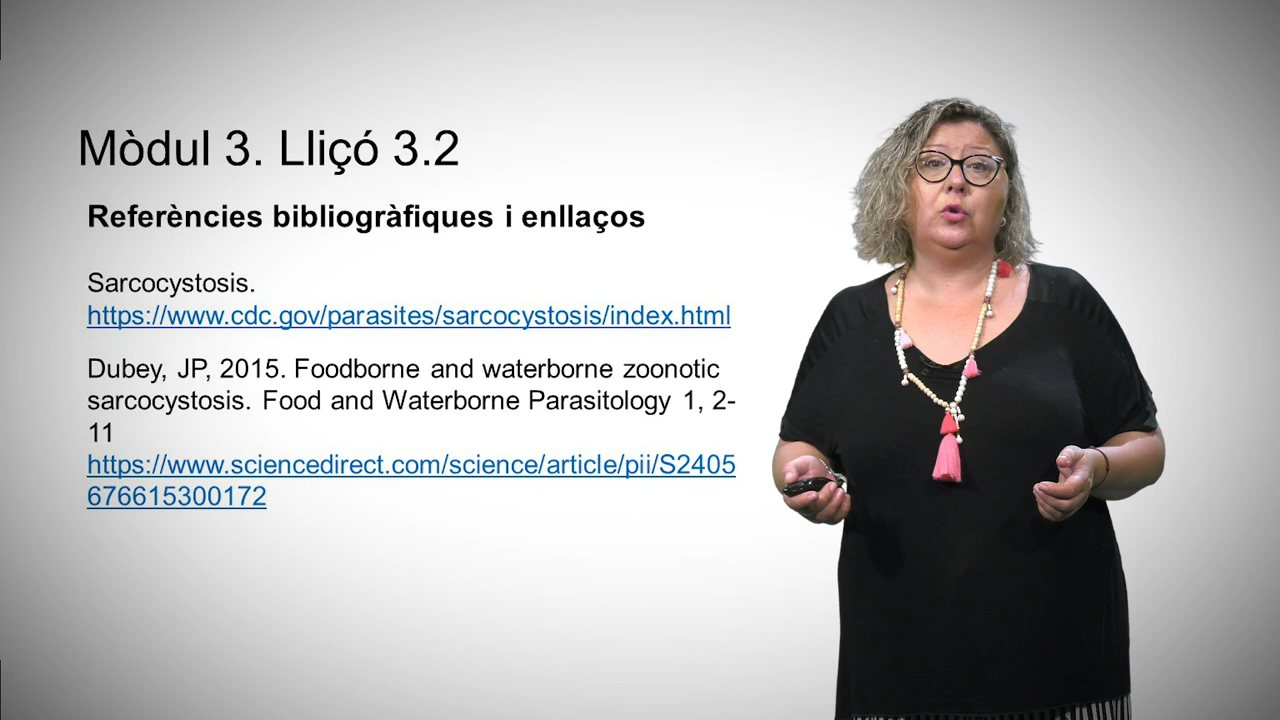 Mòdul 3. Lliçó 3.2
Referències bibliogràfiques i enllaços
Sarcocystosis.
https://www.cdc.gov/parasites/sarcocystosis/index.html
Dubey, JP, 2015. Foodborne and waterborne zoonotic
sarcocystosis. Food and Waterborne Parasitology 1, 2-
11
https://www.sciencedirect.com/science/article/pii/S2405
676615300172